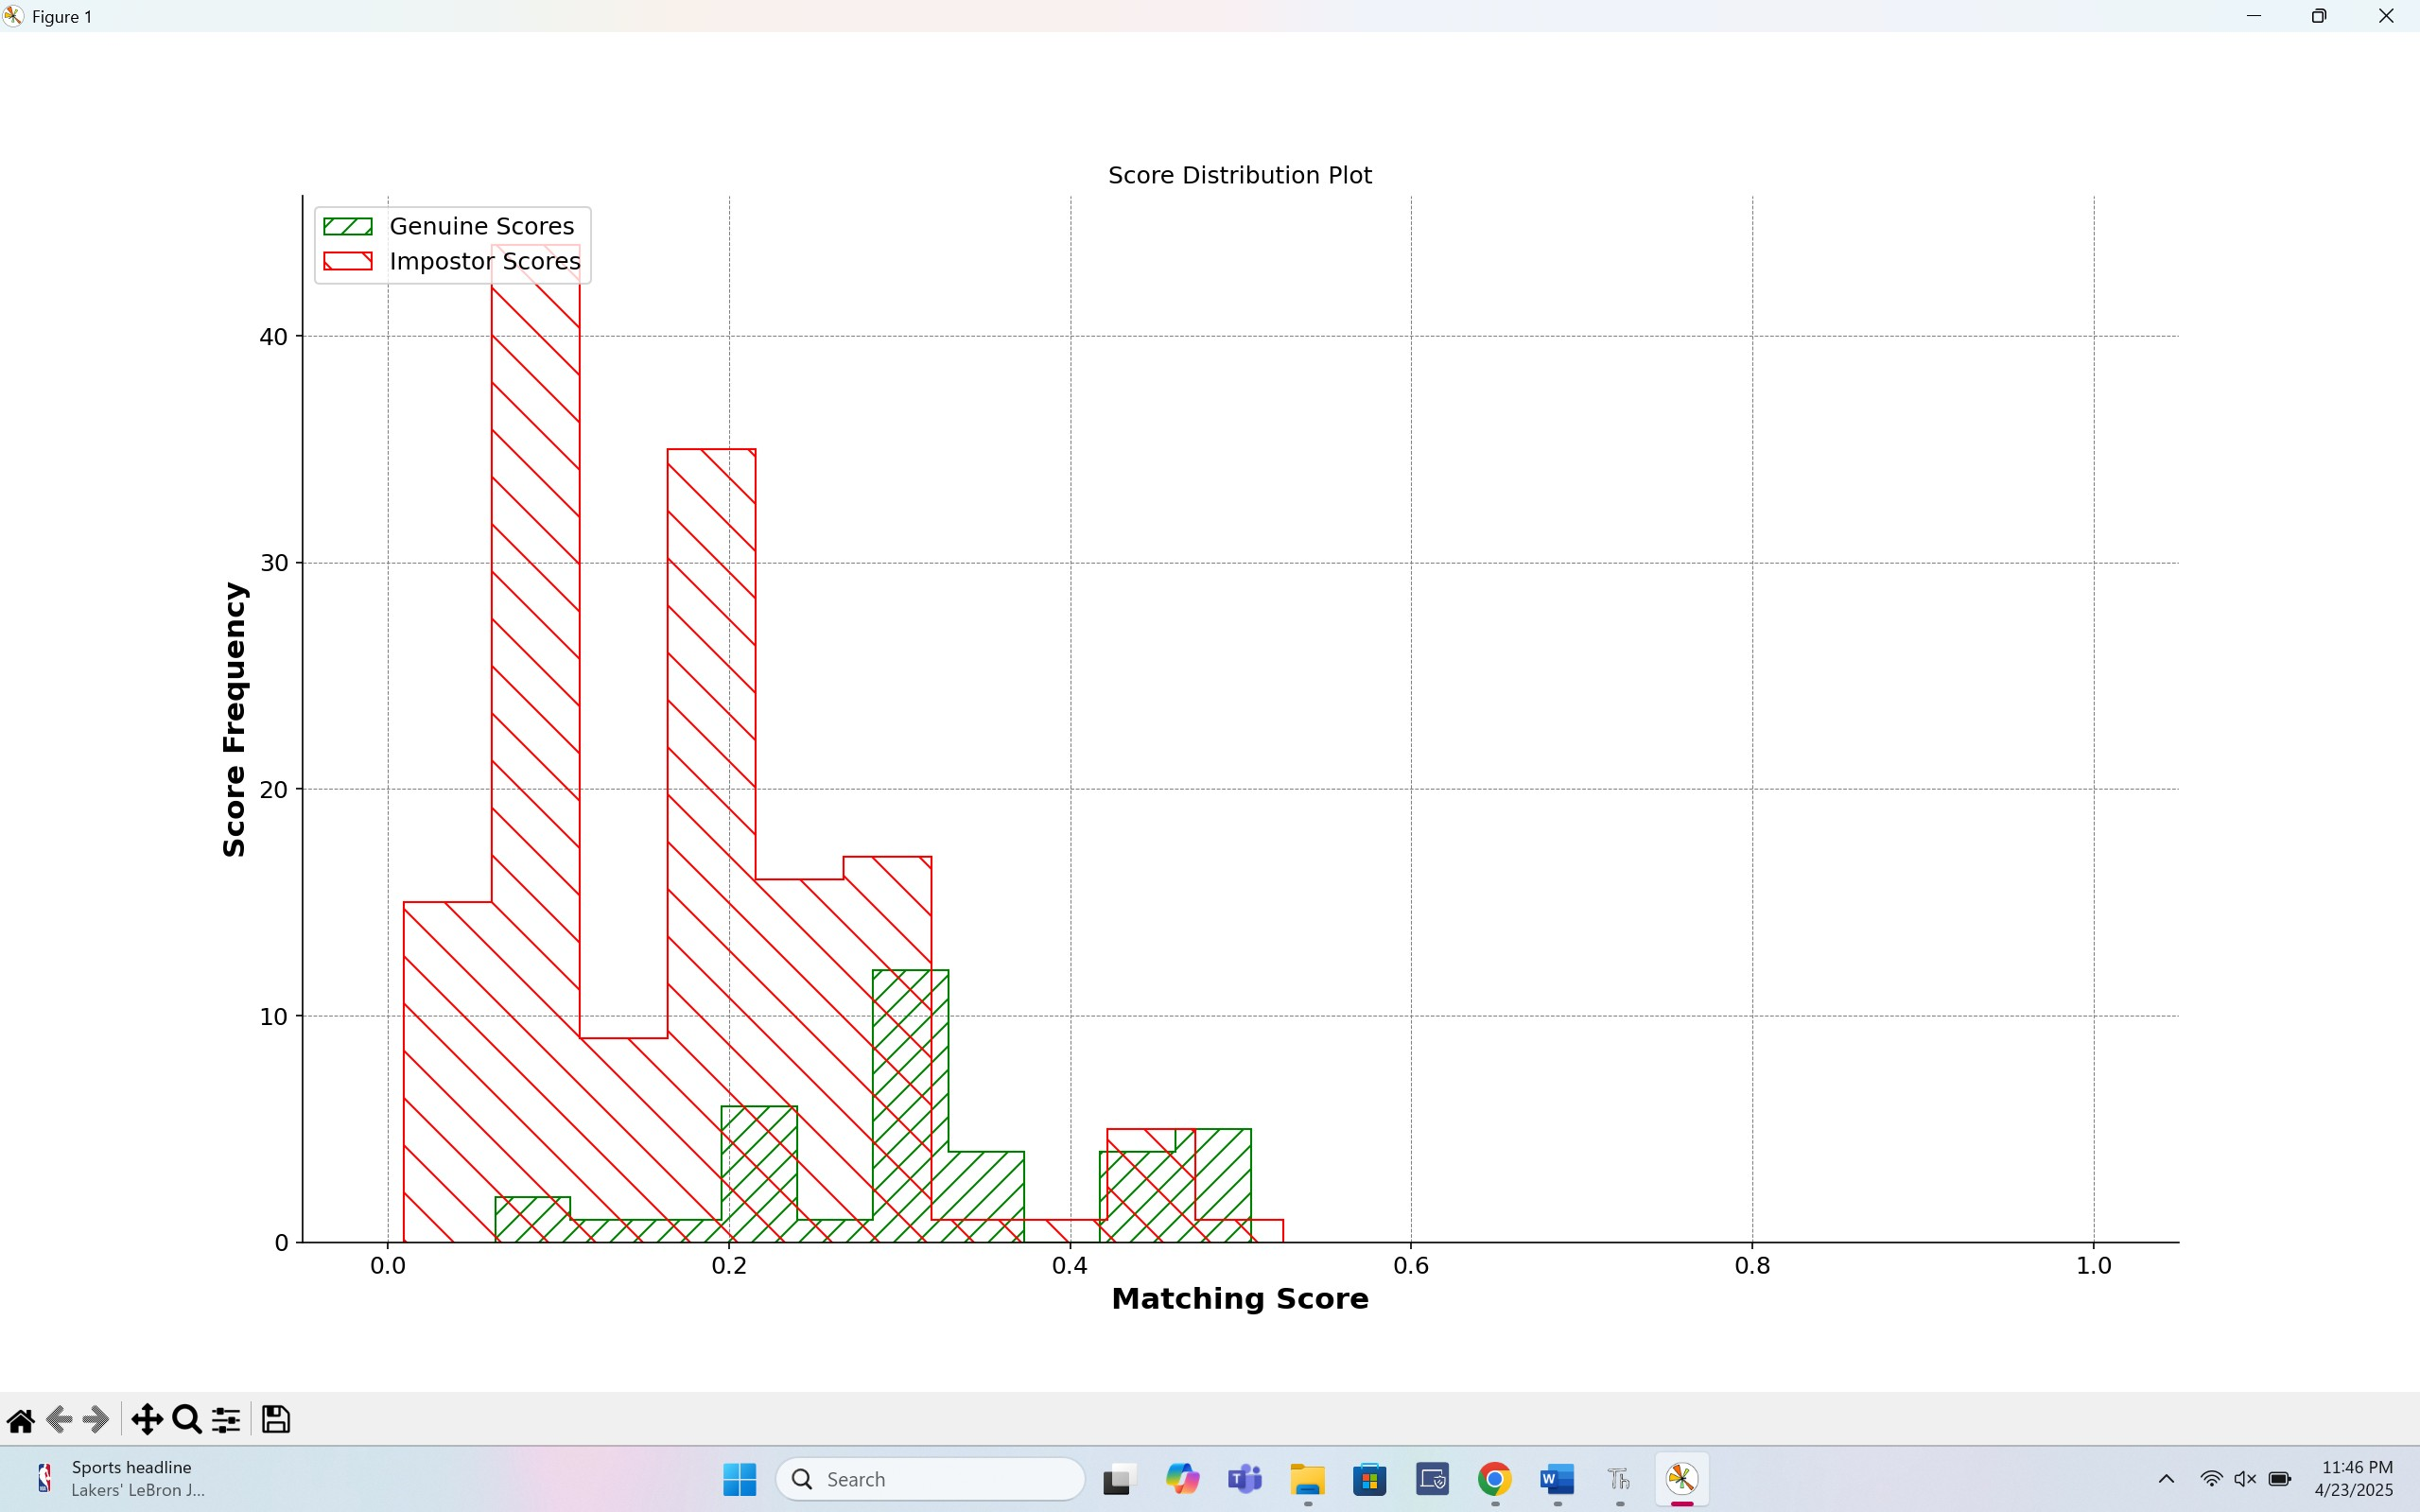 Figure 1
Score Distribution Plot
Genuine Scores
Impostor Scores
40
30
20
10
0
Score Frequency
0.0 0.2 0.4 0.6 0.8 1.0
Matching Score
Sports headline
Lakers' LeBron J...
Search
11:46 PM
4/23/2025